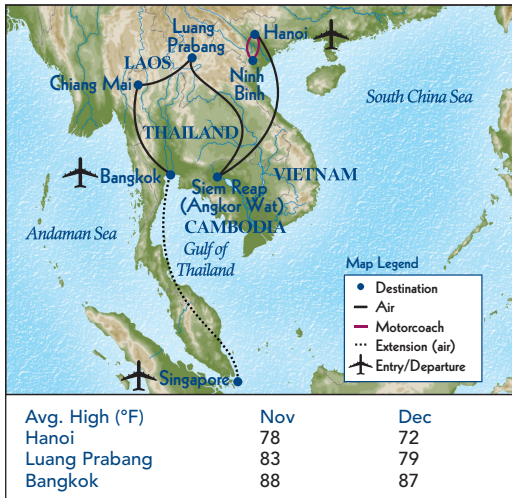 Luang
Prabang
Hanoi
LAOS
Ninh
Binh
Chiang Mai
South China Sea
THAILAND
Bangkok
VIETNAM
Siem Reap
(Angkor Wat)
CAMBODIA
Andaman Sea
Gulf of
Thailand
Map Legend
Destination
Air
Motorcoach
Extension (air)
Entry/Departure
Singapore
Avg. High (°F) Nov Dec
Hanoi 78 72
Luang Prabang 83 79
Bangkok 88 87